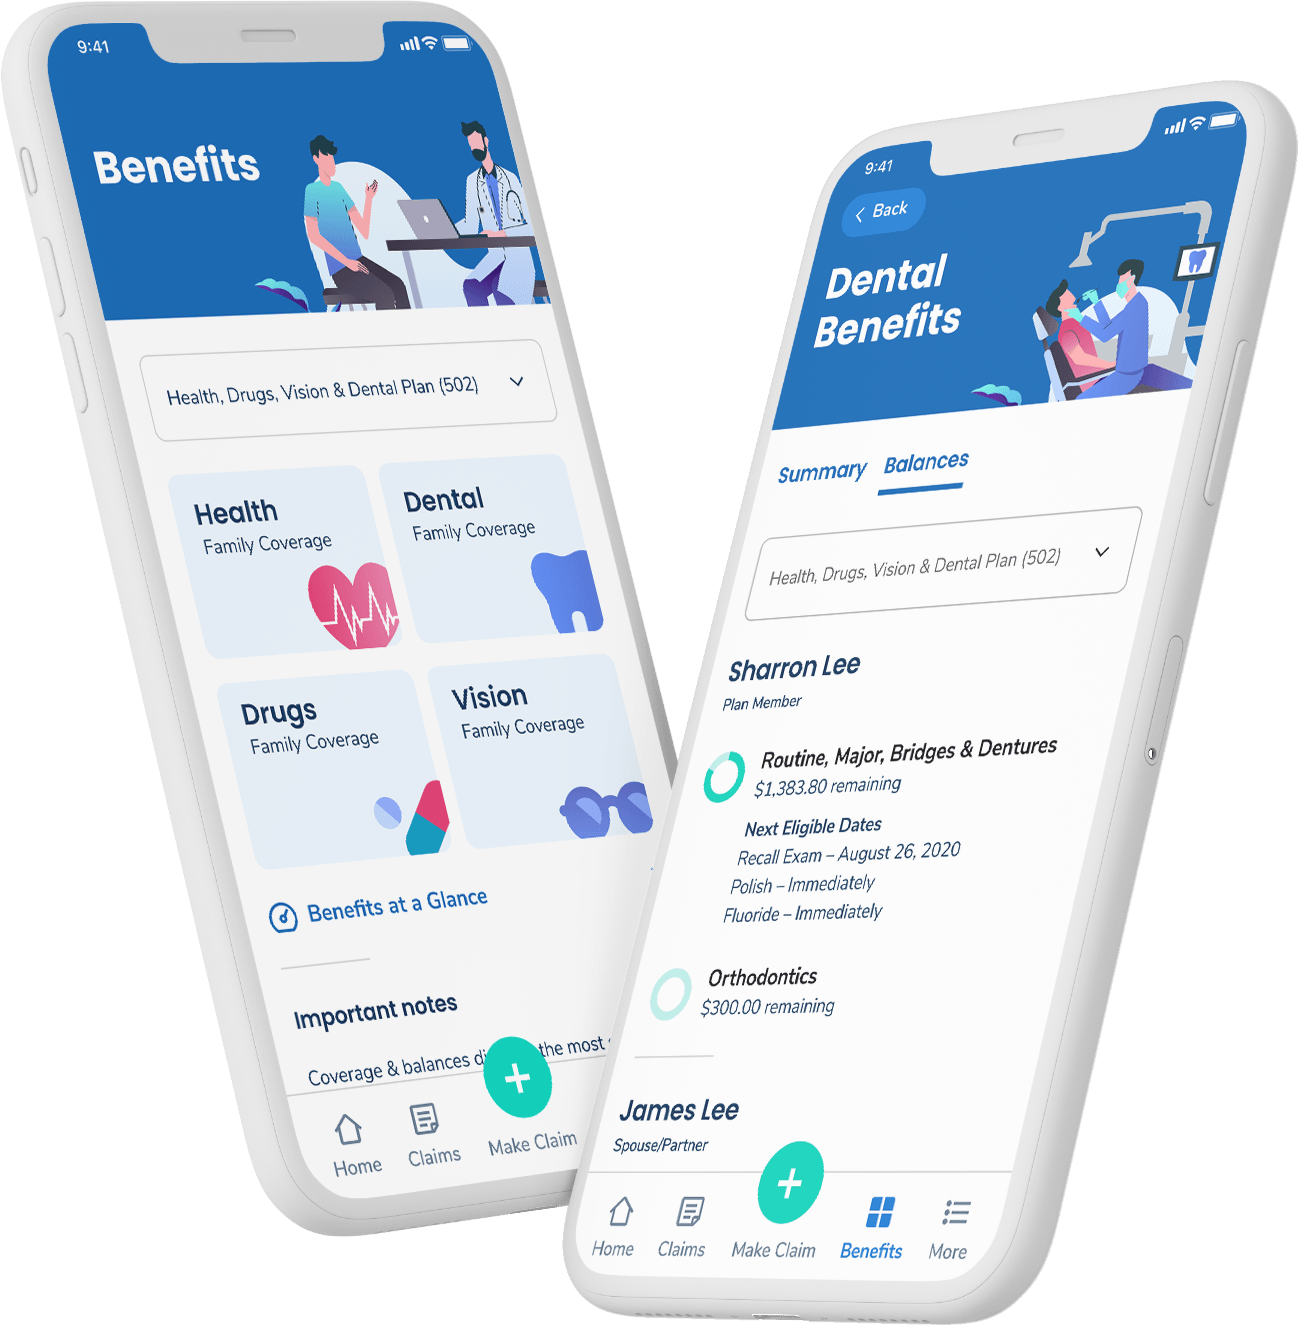 9:41
Benefits
Health, Drugs, Vision & Dental Plan (502)
Health
Family Coverage
Dental
Family Coverage
Drugs
Family Coverage
Vision
Family Coverage
Benefits at a Glance
Important notes
Coverage & balances the most
Home
Claims
Make Claim
9:41
Back
Dental
Benefits
Summary
Balances
Health, Drugs, Vision & Dental Plan (502)
Sharron Lee
Plan Member
Routine, Major, Bridges & Dentures
$1,383.80 remaining
Next Eligible Dates
Recall Exam – August 26, 2020
Polish – Immediately
Fluoride – Immediately
Orthodontics
$300.00 remaining
James Lee
Spouse/Partner
Home
Claims
Make Claim
Benefits
More